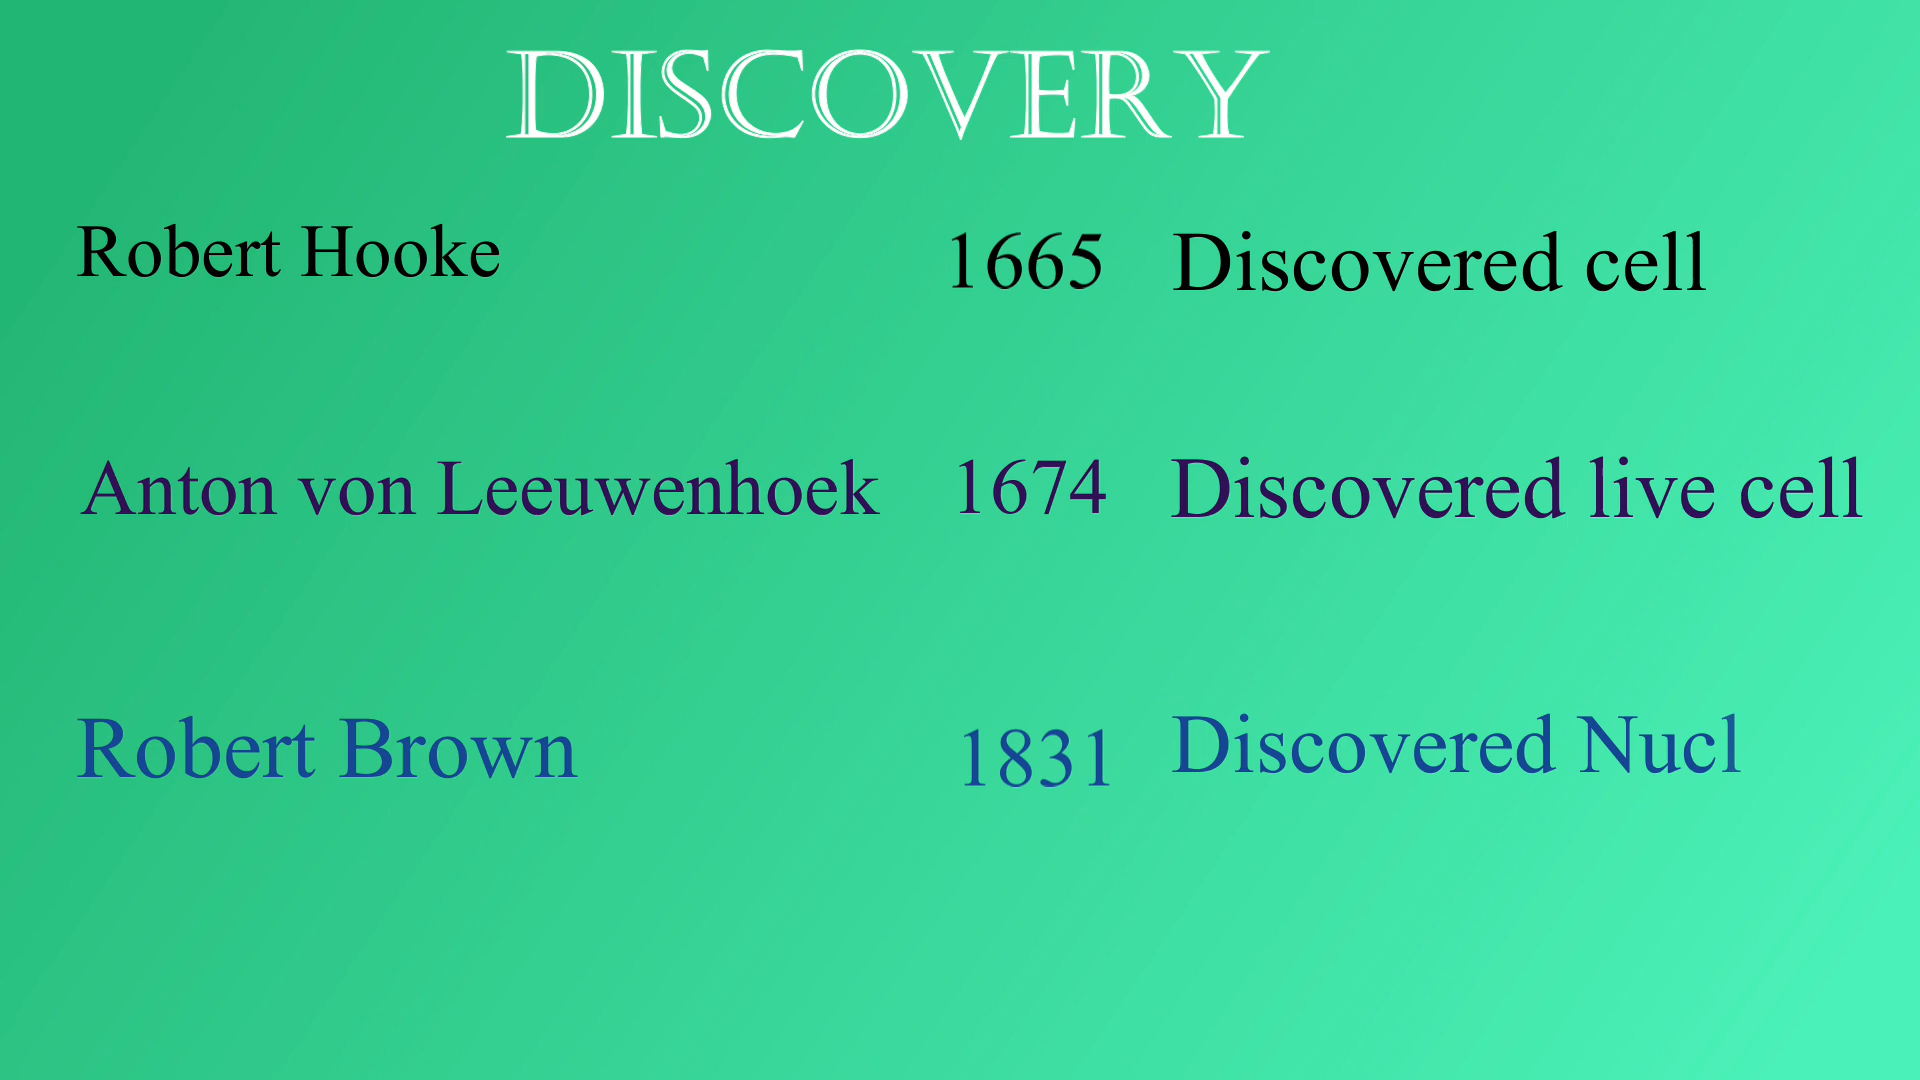 DISCOVERY
Robert Hooke 1665 Discovered cell
Anton von Leeuwenhoek 1674 Discovered live cell
Robert Brown 1831 Discovered Nucl